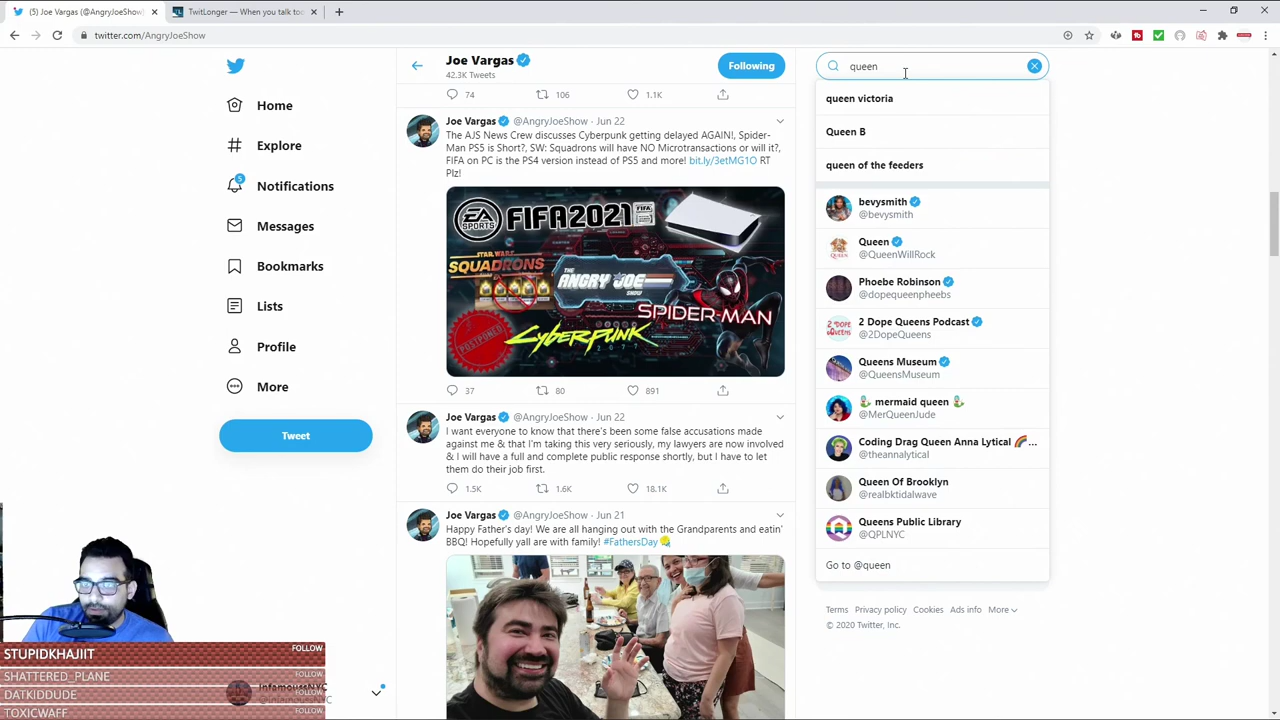 (5) Joe Vargas (@AngryJoeShow)
TwitLonger — When you talk too
twitter.com/AngryJoeShow
Home
Explore
5
Notifications
Messages
Bookmarks
Lists
Profile
More
Tweet
Joe Vargas
42.3K Tweets
Following
74 106 1.1K
Joe Vargas @AngryJoeShow · Jun 22
The AJS News Crew discusses Cyberpunk getting delayed AGAIN!, Spider-
Man PS5 is Short?, SW: Squadrons will have NO Microtransactions or will it?,
FIFA on PC is the PS4 version instead of PS5 and more! bit.ly/3etMG1O RT
Plz!
EA SPORTS FIFA2021
STAR WARS
SQUADRONS
THE
ANGRY JOE
SHOW
SPIDER-MAN
POSTPONED
CYBERPUNK
2077
37 80 891
Joe Vargas @AngryJoeShow · Jun 22
I want everyone to know that there's been some false accusations made
against me & that I'm taking this very seriously, my lawyers are now involved
& I will have a full and complete public response shortly, but I have to let
them do their job first.
1.5K 1.6K 18.1K
Joe Vargas @AngryJoeShow · Jun 21
Happy Father's day! We are all hanging out with the Grandparents and eatin'
BBQ! Hopefully yall are with family! #FathersDay
queen
queen victoria
Queen B
queen of the feeders
bevysmith
@bevysmith
Queen
@QueenWillRock
Phoebe Robinson
@dopequeenpheebs
2 Dope Queens Podcast
@2DopeQueens
Queens Museum
@QueensMuseum
mermaid queen
@MerQueenJude
Coding Drag Queen Anna Lytical ...
@theannalytical
Queen Of Brooklyn
@realbktidalwave
Queens Public Library
@QPLNYC
Go to @queen
Terms Privacy policy Cookies Ads info More
© 2020 Twitter, Inc.
STUPIDKHAJIIT FOLLOW
SHATTERED_PLANE FOLLOW
DATKIDDUDE FOLLOW
TOXICWAFF FOLLOW